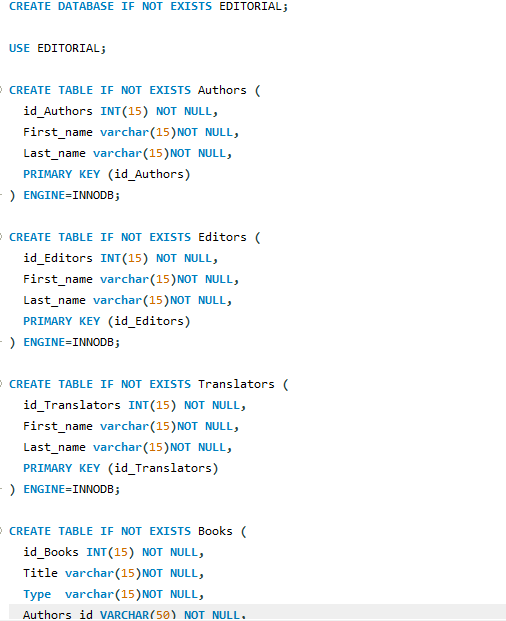 CREATE DATABASE IF NOT EXISTS EDITORIAL;
USE EDITORIAL;
CREATE TABLE IF NOT EXISTS Authors (
id_Authors INT(15) NOT NULL,
First_name varchar(15)NOT NULL,
Last_name varchar(15)NOT NULL,
PRIMARY KEY (id_Authors)
) ENGINE=INNODB;
CREATE TABLE IF NOT EXISTS Editors (
id_Editors INT(15) NOT NULL,
First_name varchar(15)NOT NULL,
Last_name varchar(15)NOT NULL,
PRIMARY KEY (id_Editors)
) ENGINE=INNODB;
CREATE TABLE IF NOT EXISTS Translators (
id_Translators INT(15) NOT NULL,
First_name varchar(15)NOT NULL,
Last_name varchar(15)NOT NULL,
PRIMARY KEY (id_Translators)
) ENGINE=INNODB;
CREATE TABLE IF NOT EXISTS Books (
id_Books INT(15) NOT NULL,
Title varchar(15)NOT NULL,
Type  varchar(15)NOT NULL,
Authors_id VARCHAR(50) NOT NULL,